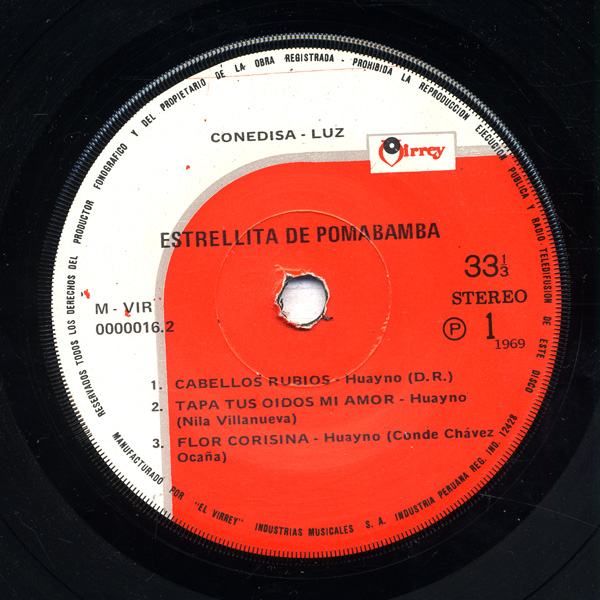 RESERVADOS TODOS LOS DERECHOS DEL PRODUCTOR FONOGRAFICO Y DEL PROPIETARIO DE LA OBRA REGISTRADA - PROHIBIDA LA REPRODUCCION EJECUCION PUBLICA Y RADIO-TELEDIFUSION DE ESTE DISCO
CONEDISA - LUZ
Virrey
ESTRELLITA DE POMABAMBA
33 1/3
STEREO
M - VIR
0000016.2
Ⓟ 1
1969
1. CABELLOS RUBIOS - Huayno (D.R.)
2. TAPA TUS OIDOS MI AMOR - Huayno
(Nila Villanueva)
3. FLOR CORISINA - Huayno (Conde Chávez
Ocaña)
MANUFACTURADO POR "EL VIRREY" INDUSTRIAS MUSICALES S. A. INDUSTRIA PERUANA REG. IND. 12428